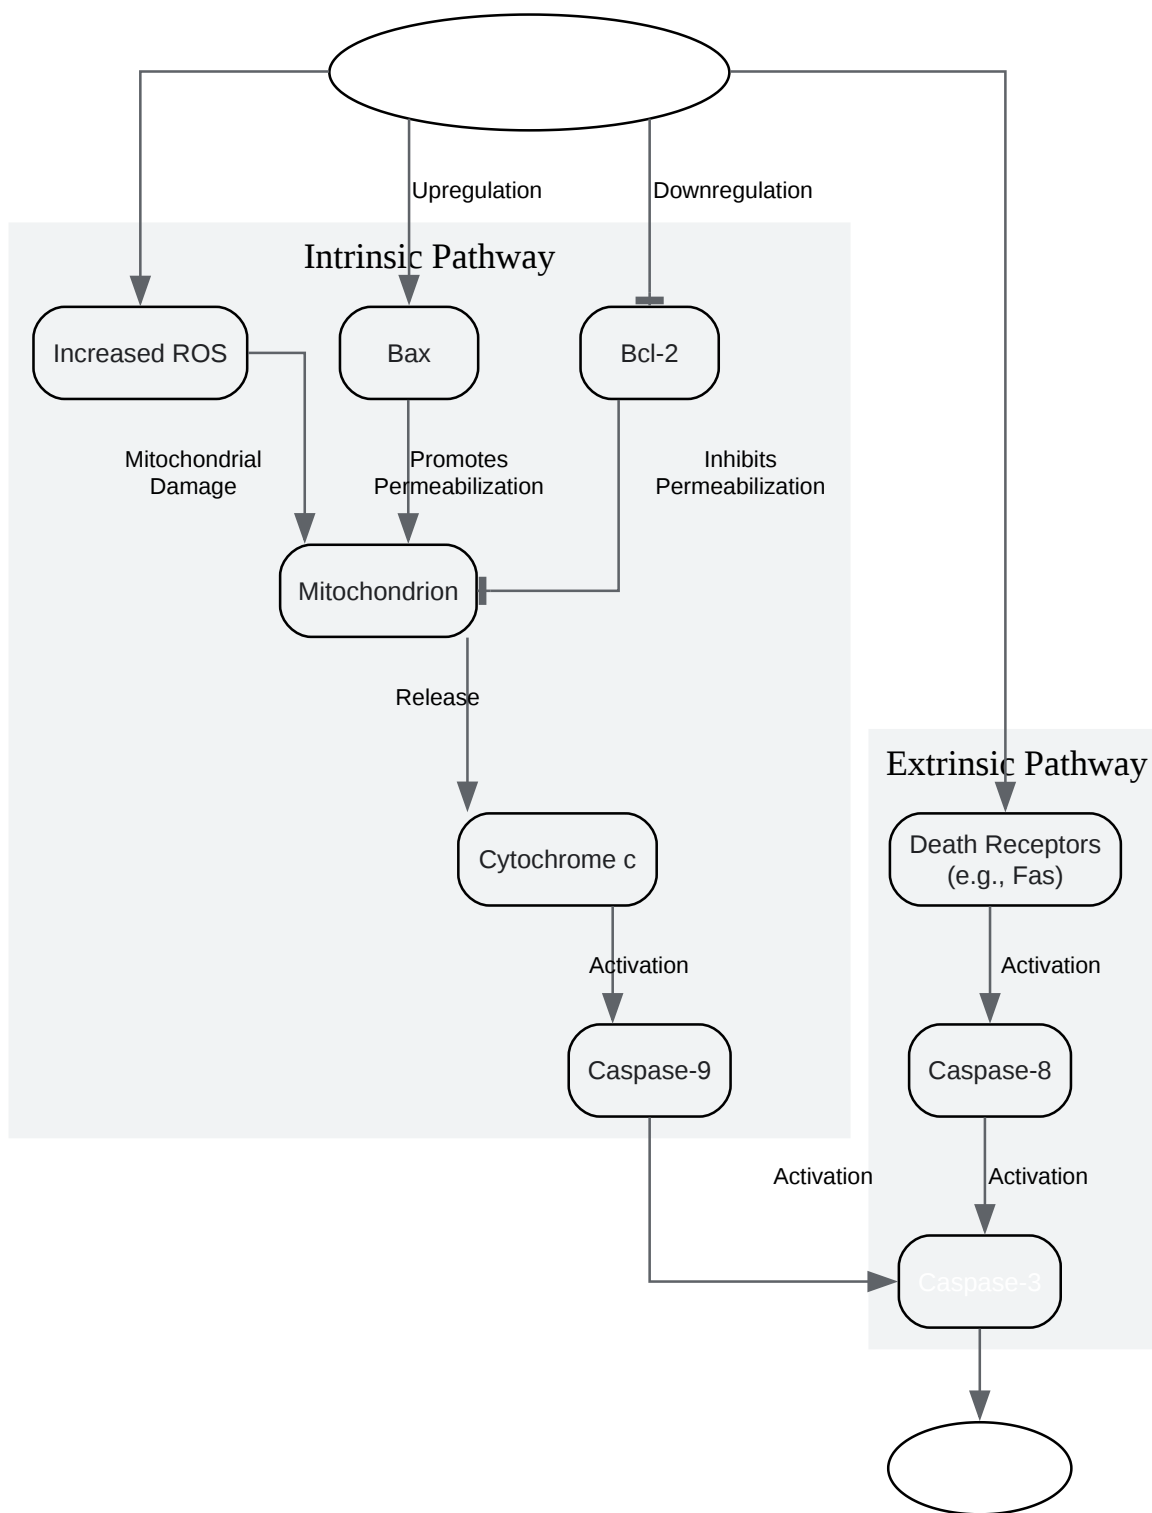 Upregulation
Downregulation
Intrinsic Pathway
Increased ROS
Bax
Bcl-2
Mitochondrial
Damage
Promotes
Permeabilization
Inhibits
Permeabilization
Mitochondrion
Release
Extrinsic Pathway
Cytochrome c
Death Receptors
(e.g., Fas)
Activation
Activation
Caspase-9
Caspase-8
Activation
Activation
Caspase-3